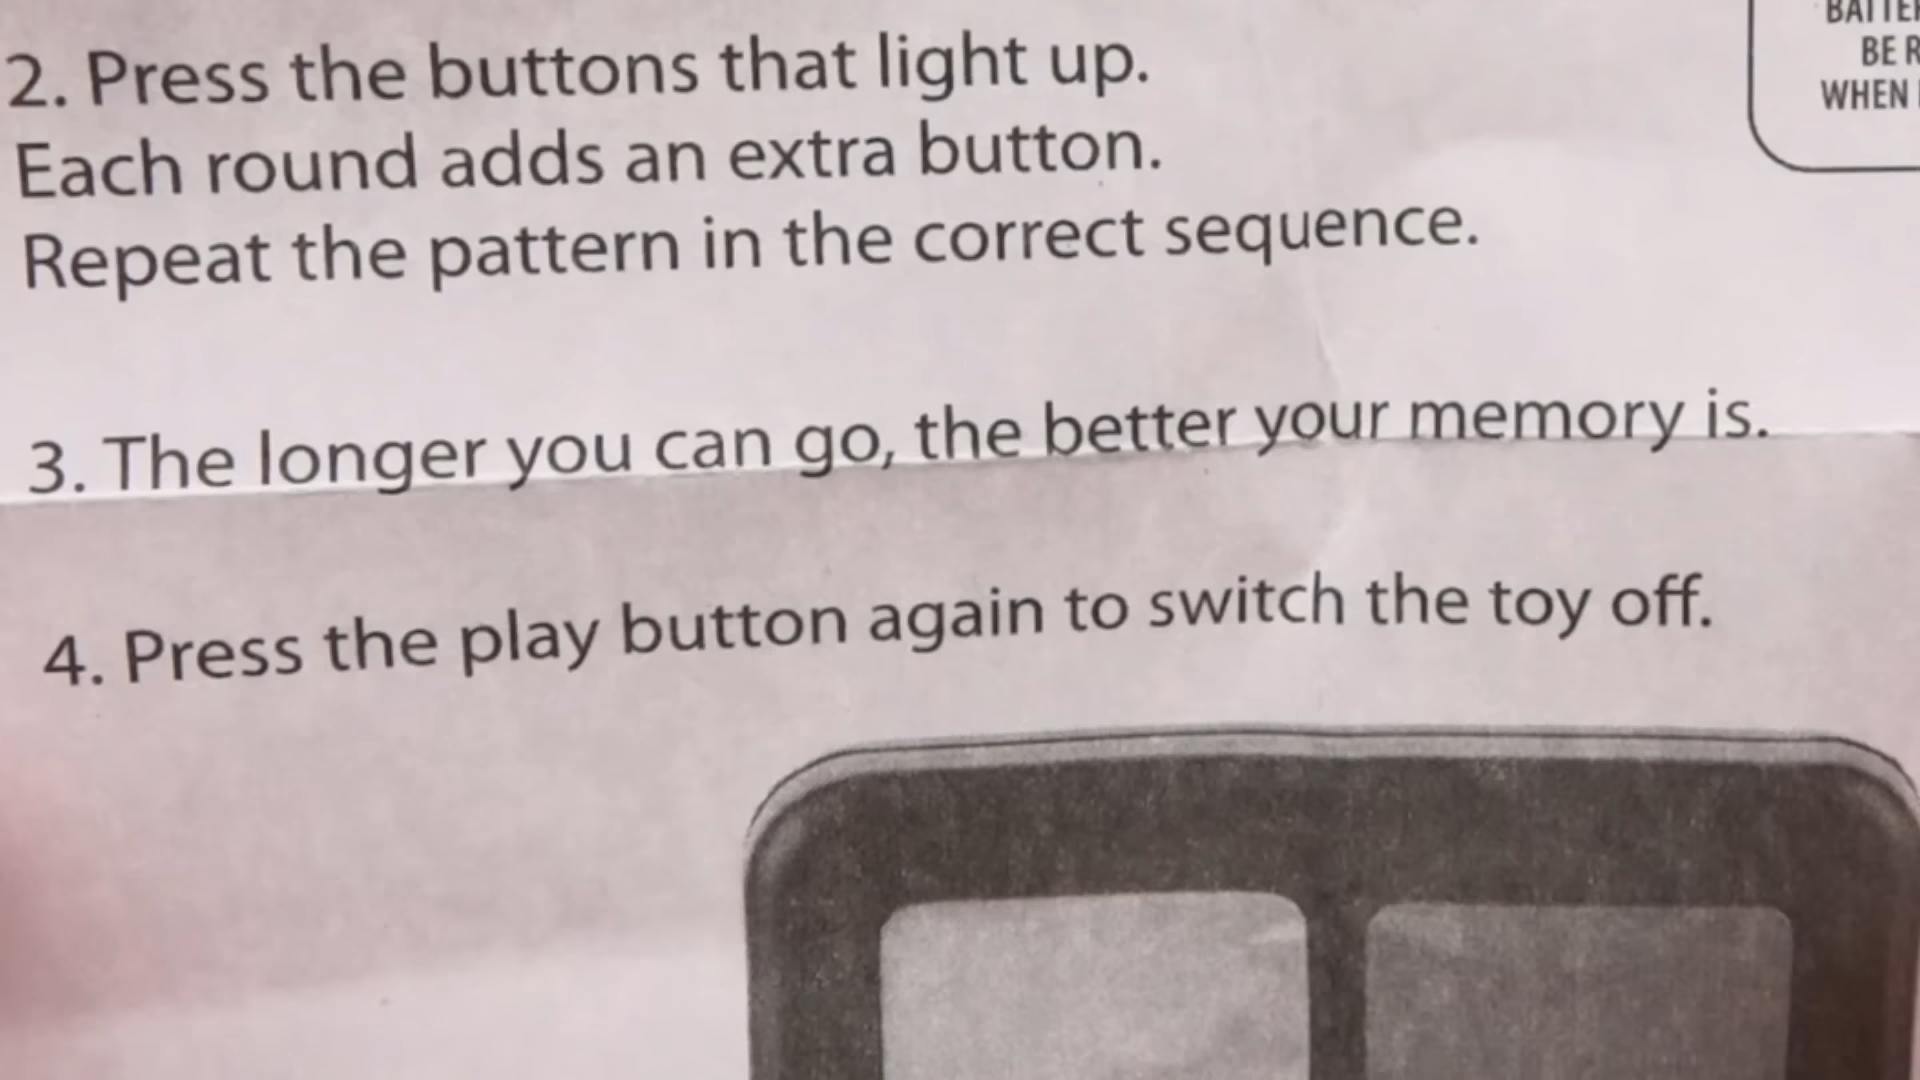 2. Press the buttons that light up.
Each round adds an extra button.
Repeat the pattern in the correct sequence.
3. The longer you can go, the better your memory is.
4. Press the play button again to switch the toy off.
BE
WHEN